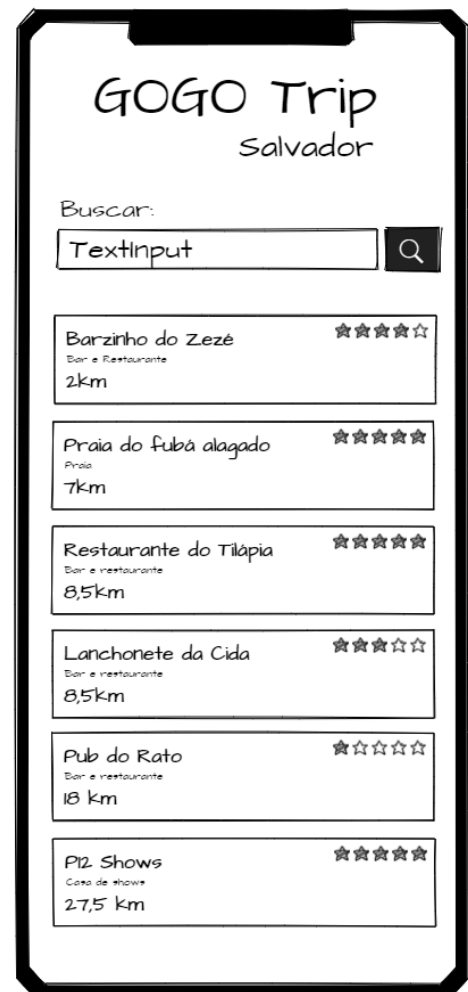 GOGO Trip
Salvador
Buscar:
TextInput
Barzinho do Zezé
Bar e Restaurante
2km
Praia do fubá alagado
Praia
7km
Restaurante do Tilápia
Bar e restaurante
8,5km
Lanchonete da Cida
Bar e restaurante
8,5km
Pub do Rato
Bar e restaurante
18 km
P12 Shows
Casa de shows
27,5 km